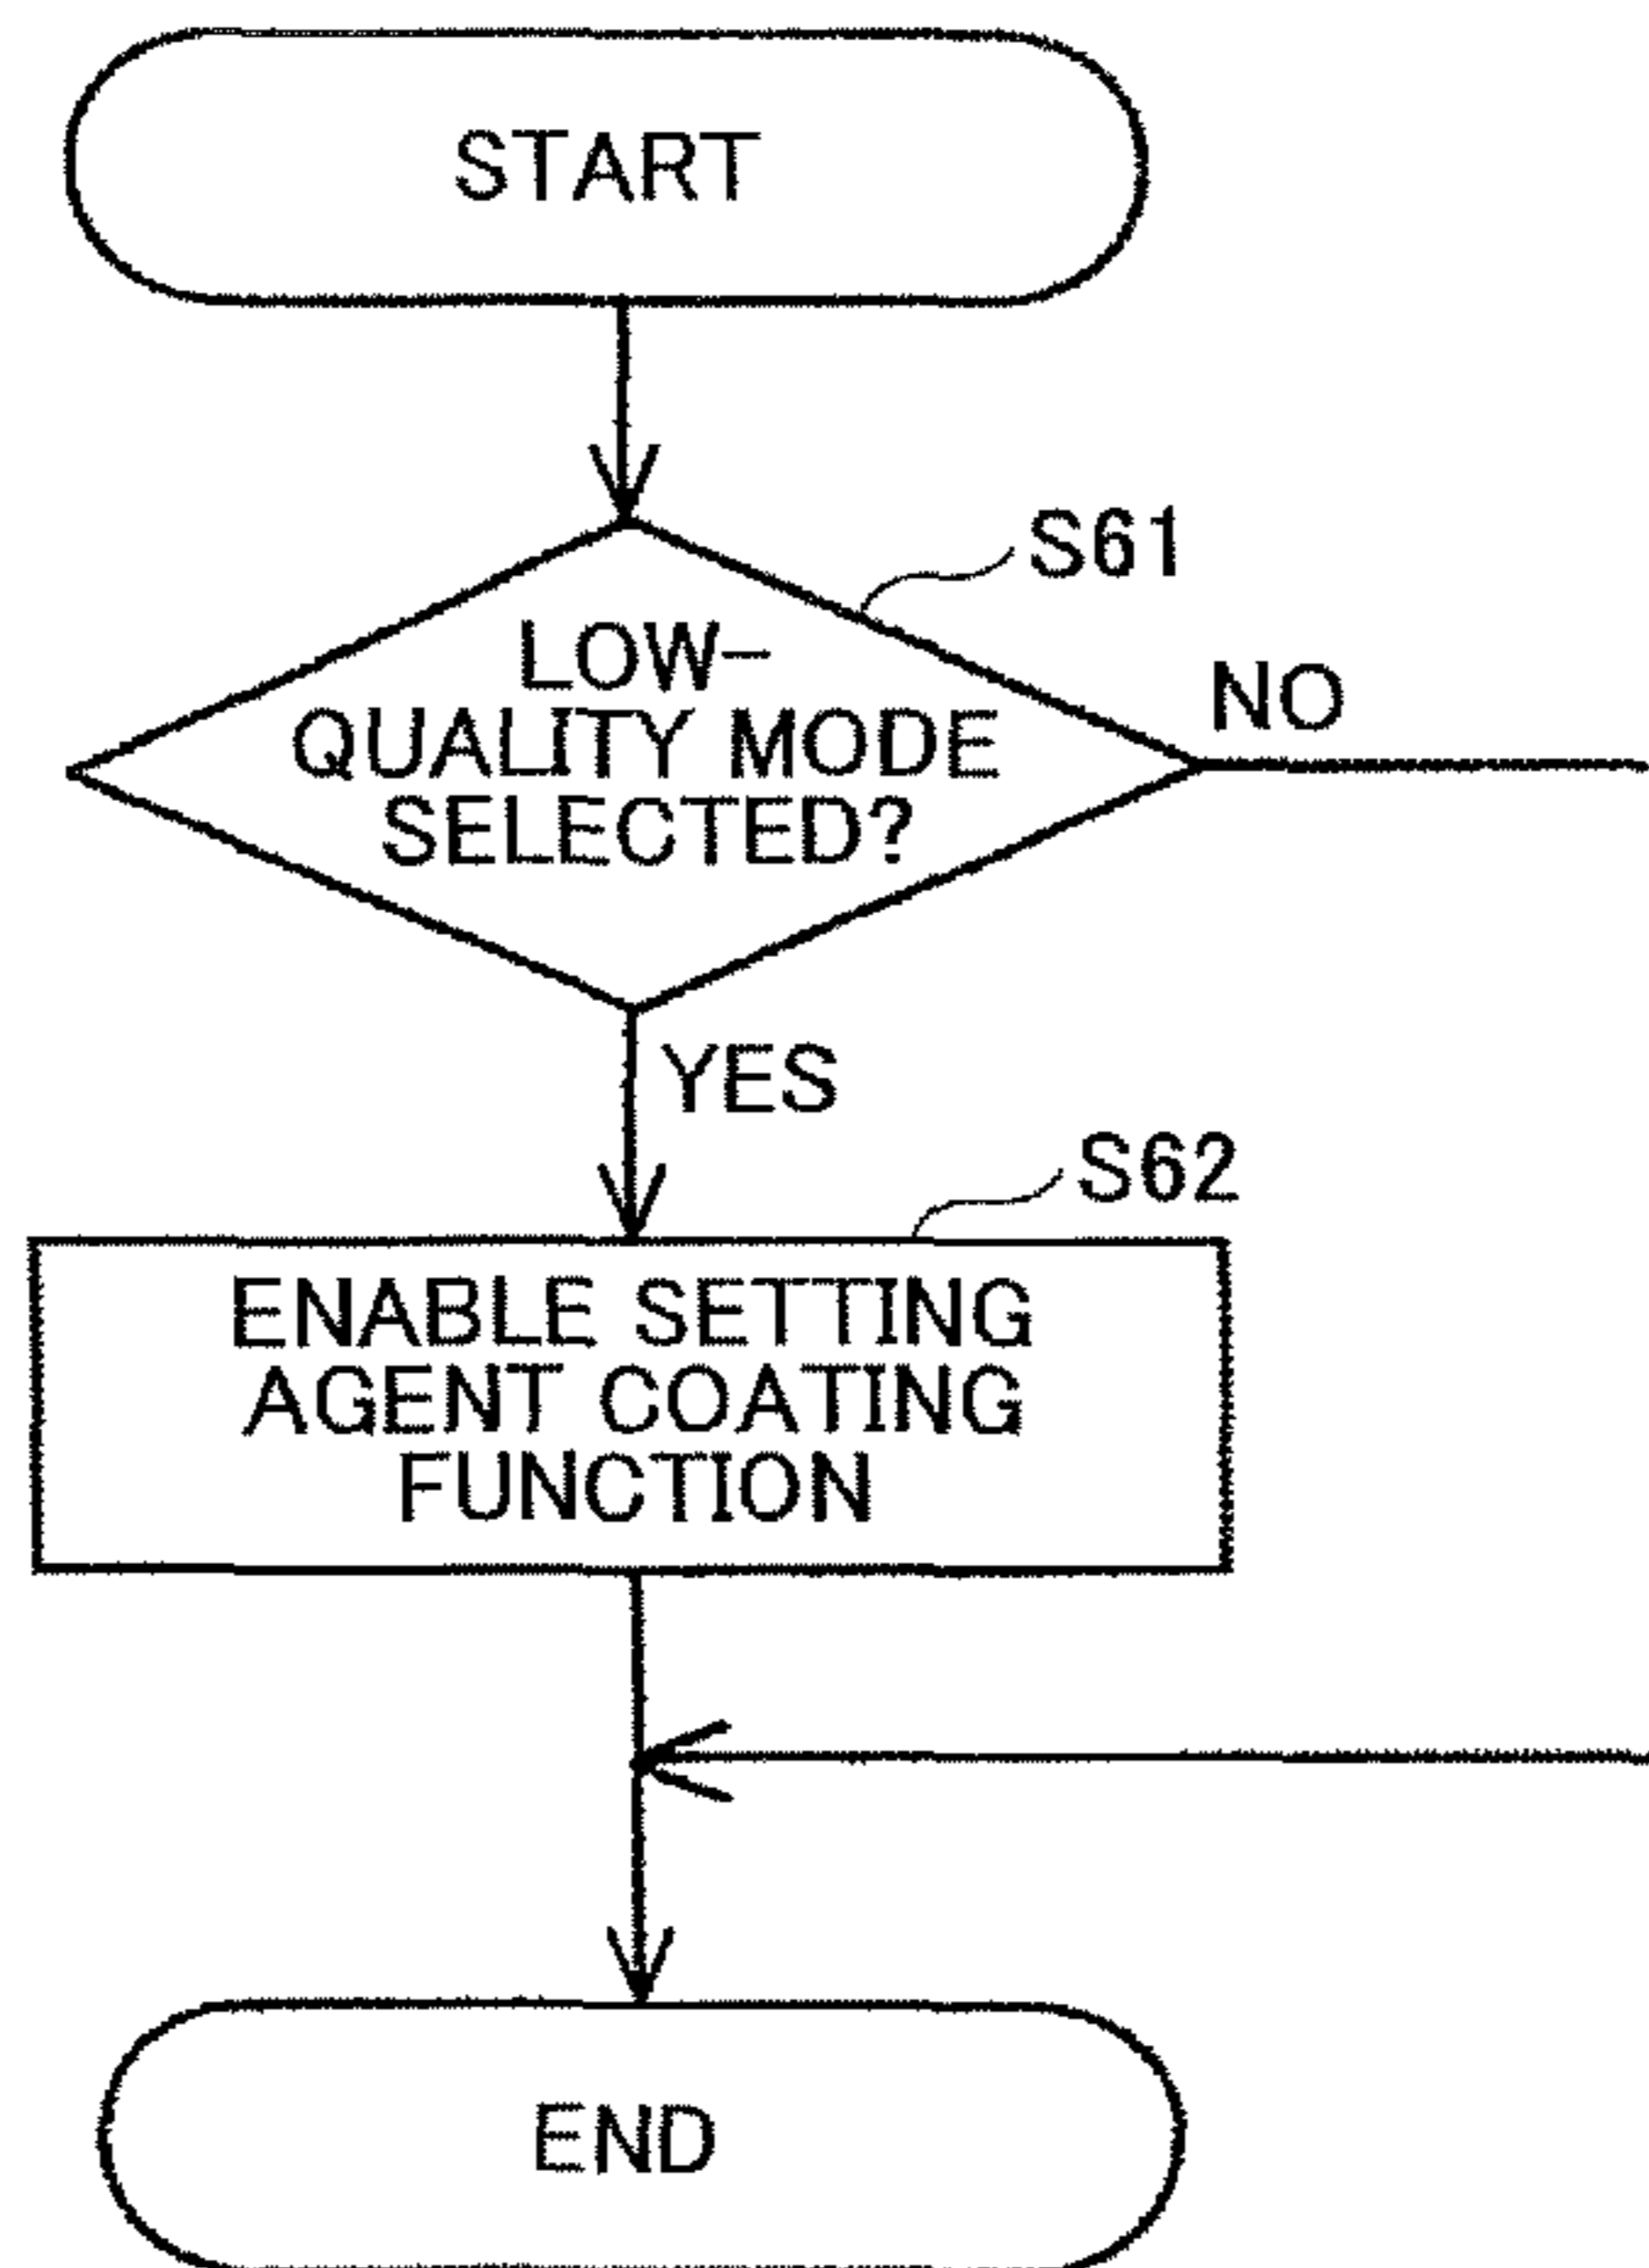 START
S61
LOW-
QUALITY MODE
SELECTED?
NO
YES
S62
ENABLE SETTING
AGENT COATING
FUNCTION
END